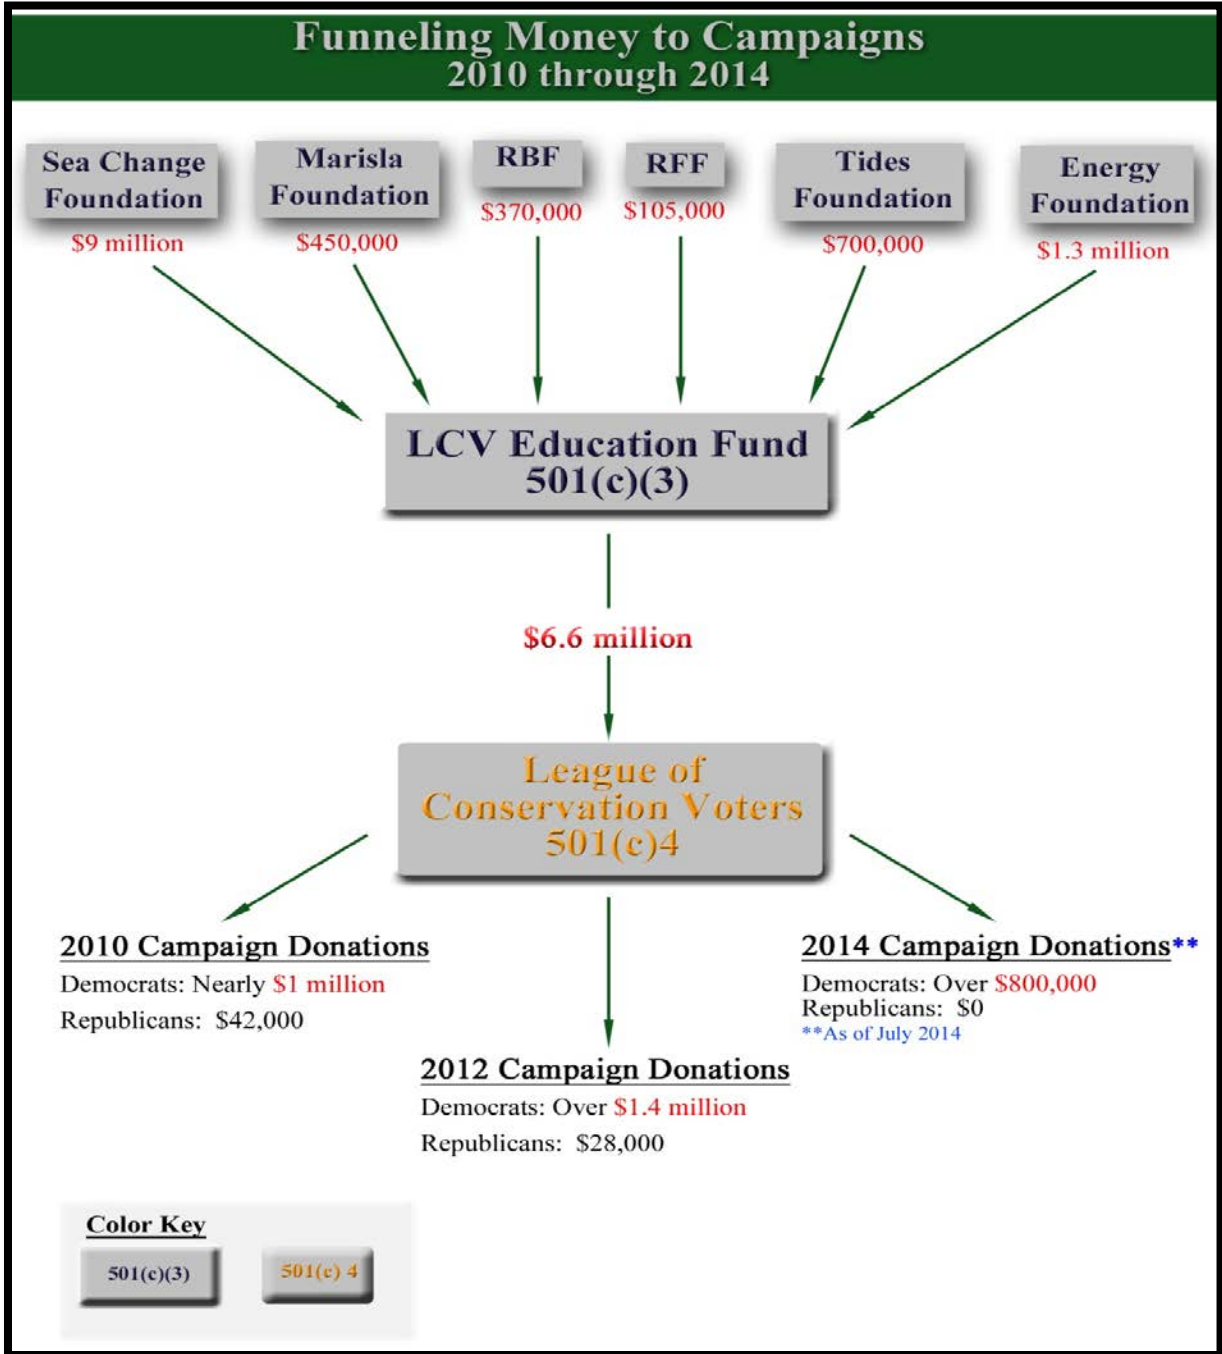 Funneling Money to Campaigns
2010 through 2014
Sea Change
Foundation
$9 million
Marisla
Foundation
$450,000
RBF
$370,000
RFF
$105,000
Tides
Foundation
$700,000
Energy
Foundation
$1.3 million
LCV Education Fund
501(c)(3)
$6.6 million
League of
Conservation Voters
501(c)4
2010 Campaign Donations
Democrats: Nearly $1 million
Republicans: $42,000
2012 Campaign Donations
Democrats: Over $1.4 million
Republicans: $28,000
2014 Campaign Donations**
Democrats: Over $800,000
Republicans: $0
**As of July 2014
Color Key
501(c)(3)
501(c) 4